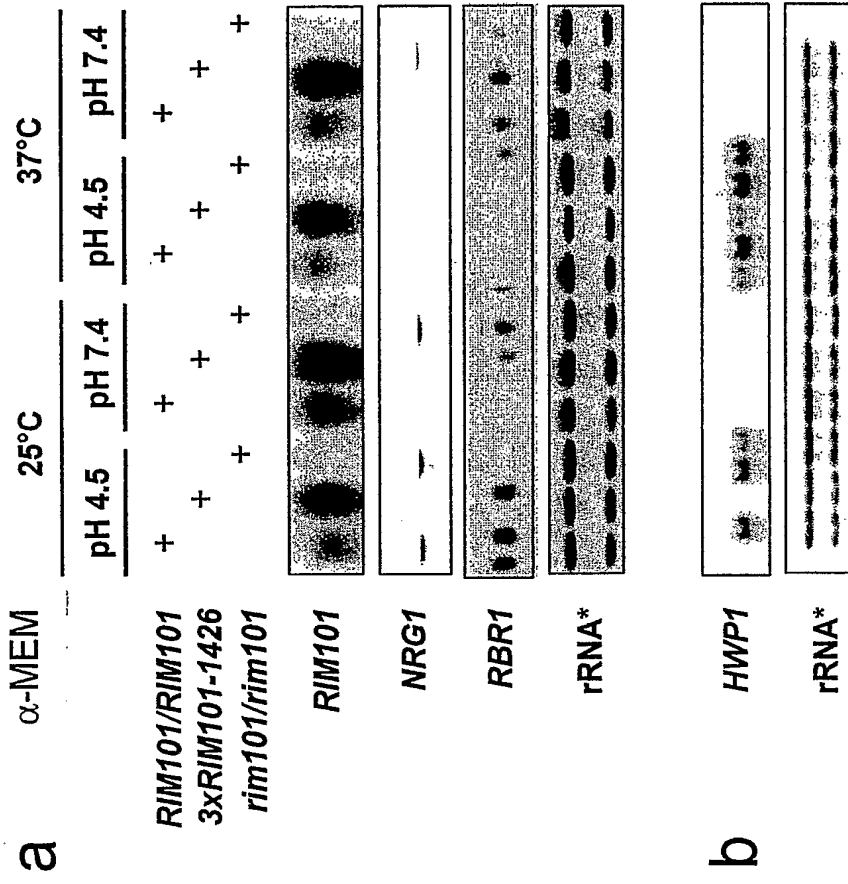 a
α-MEM
25°C 37°C
pH 4.5 pH 7.4 pH 4.5 pH 7.4
RIM101/RIM101 + + + +
3xRIM101-1426 + + + +
rim101/rim101 + + + +
RIM101
NRG1
RBR1
rRNA*
b
HWP1
rRNA*